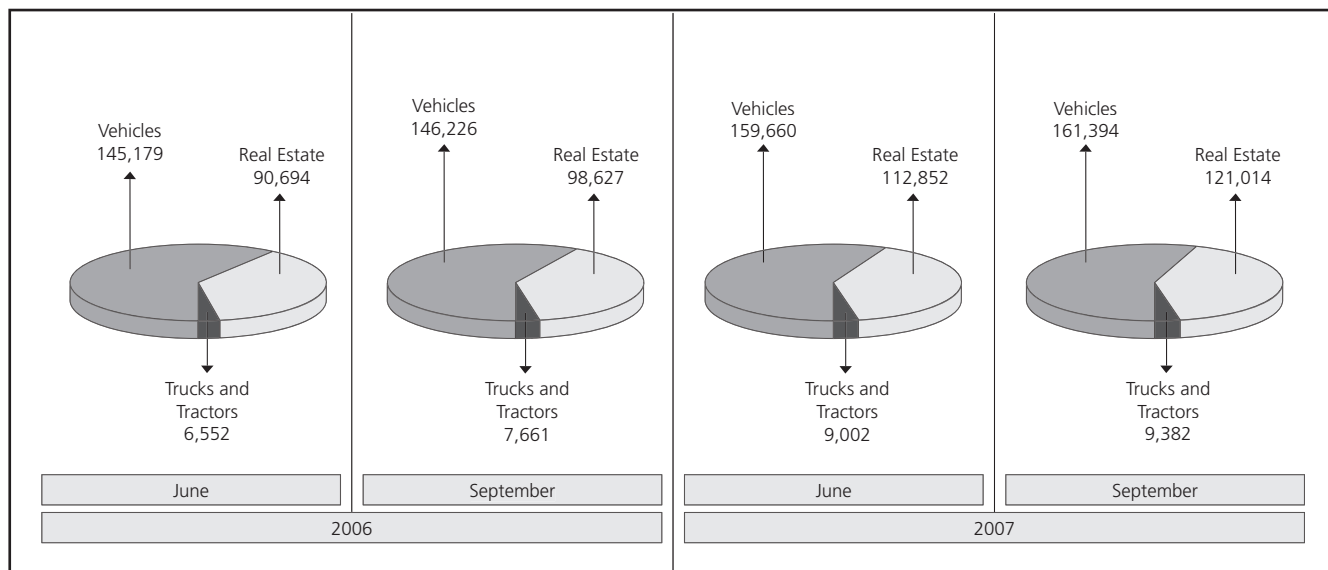 Vehicles
145,179
Real Estate
90,694
Trucks and
Tractors
6,552
June
Vehicles
146,226
Real Estate
98,627
Trucks and
Tractors
7,661
September
2006
Vehicles
159,660
Real Estate
112,852
Trucks and
Tractors
9,002
June
Vehicles
161,394
Real Estate
121,014
Trucks and
Tractors
9,382
September
2007